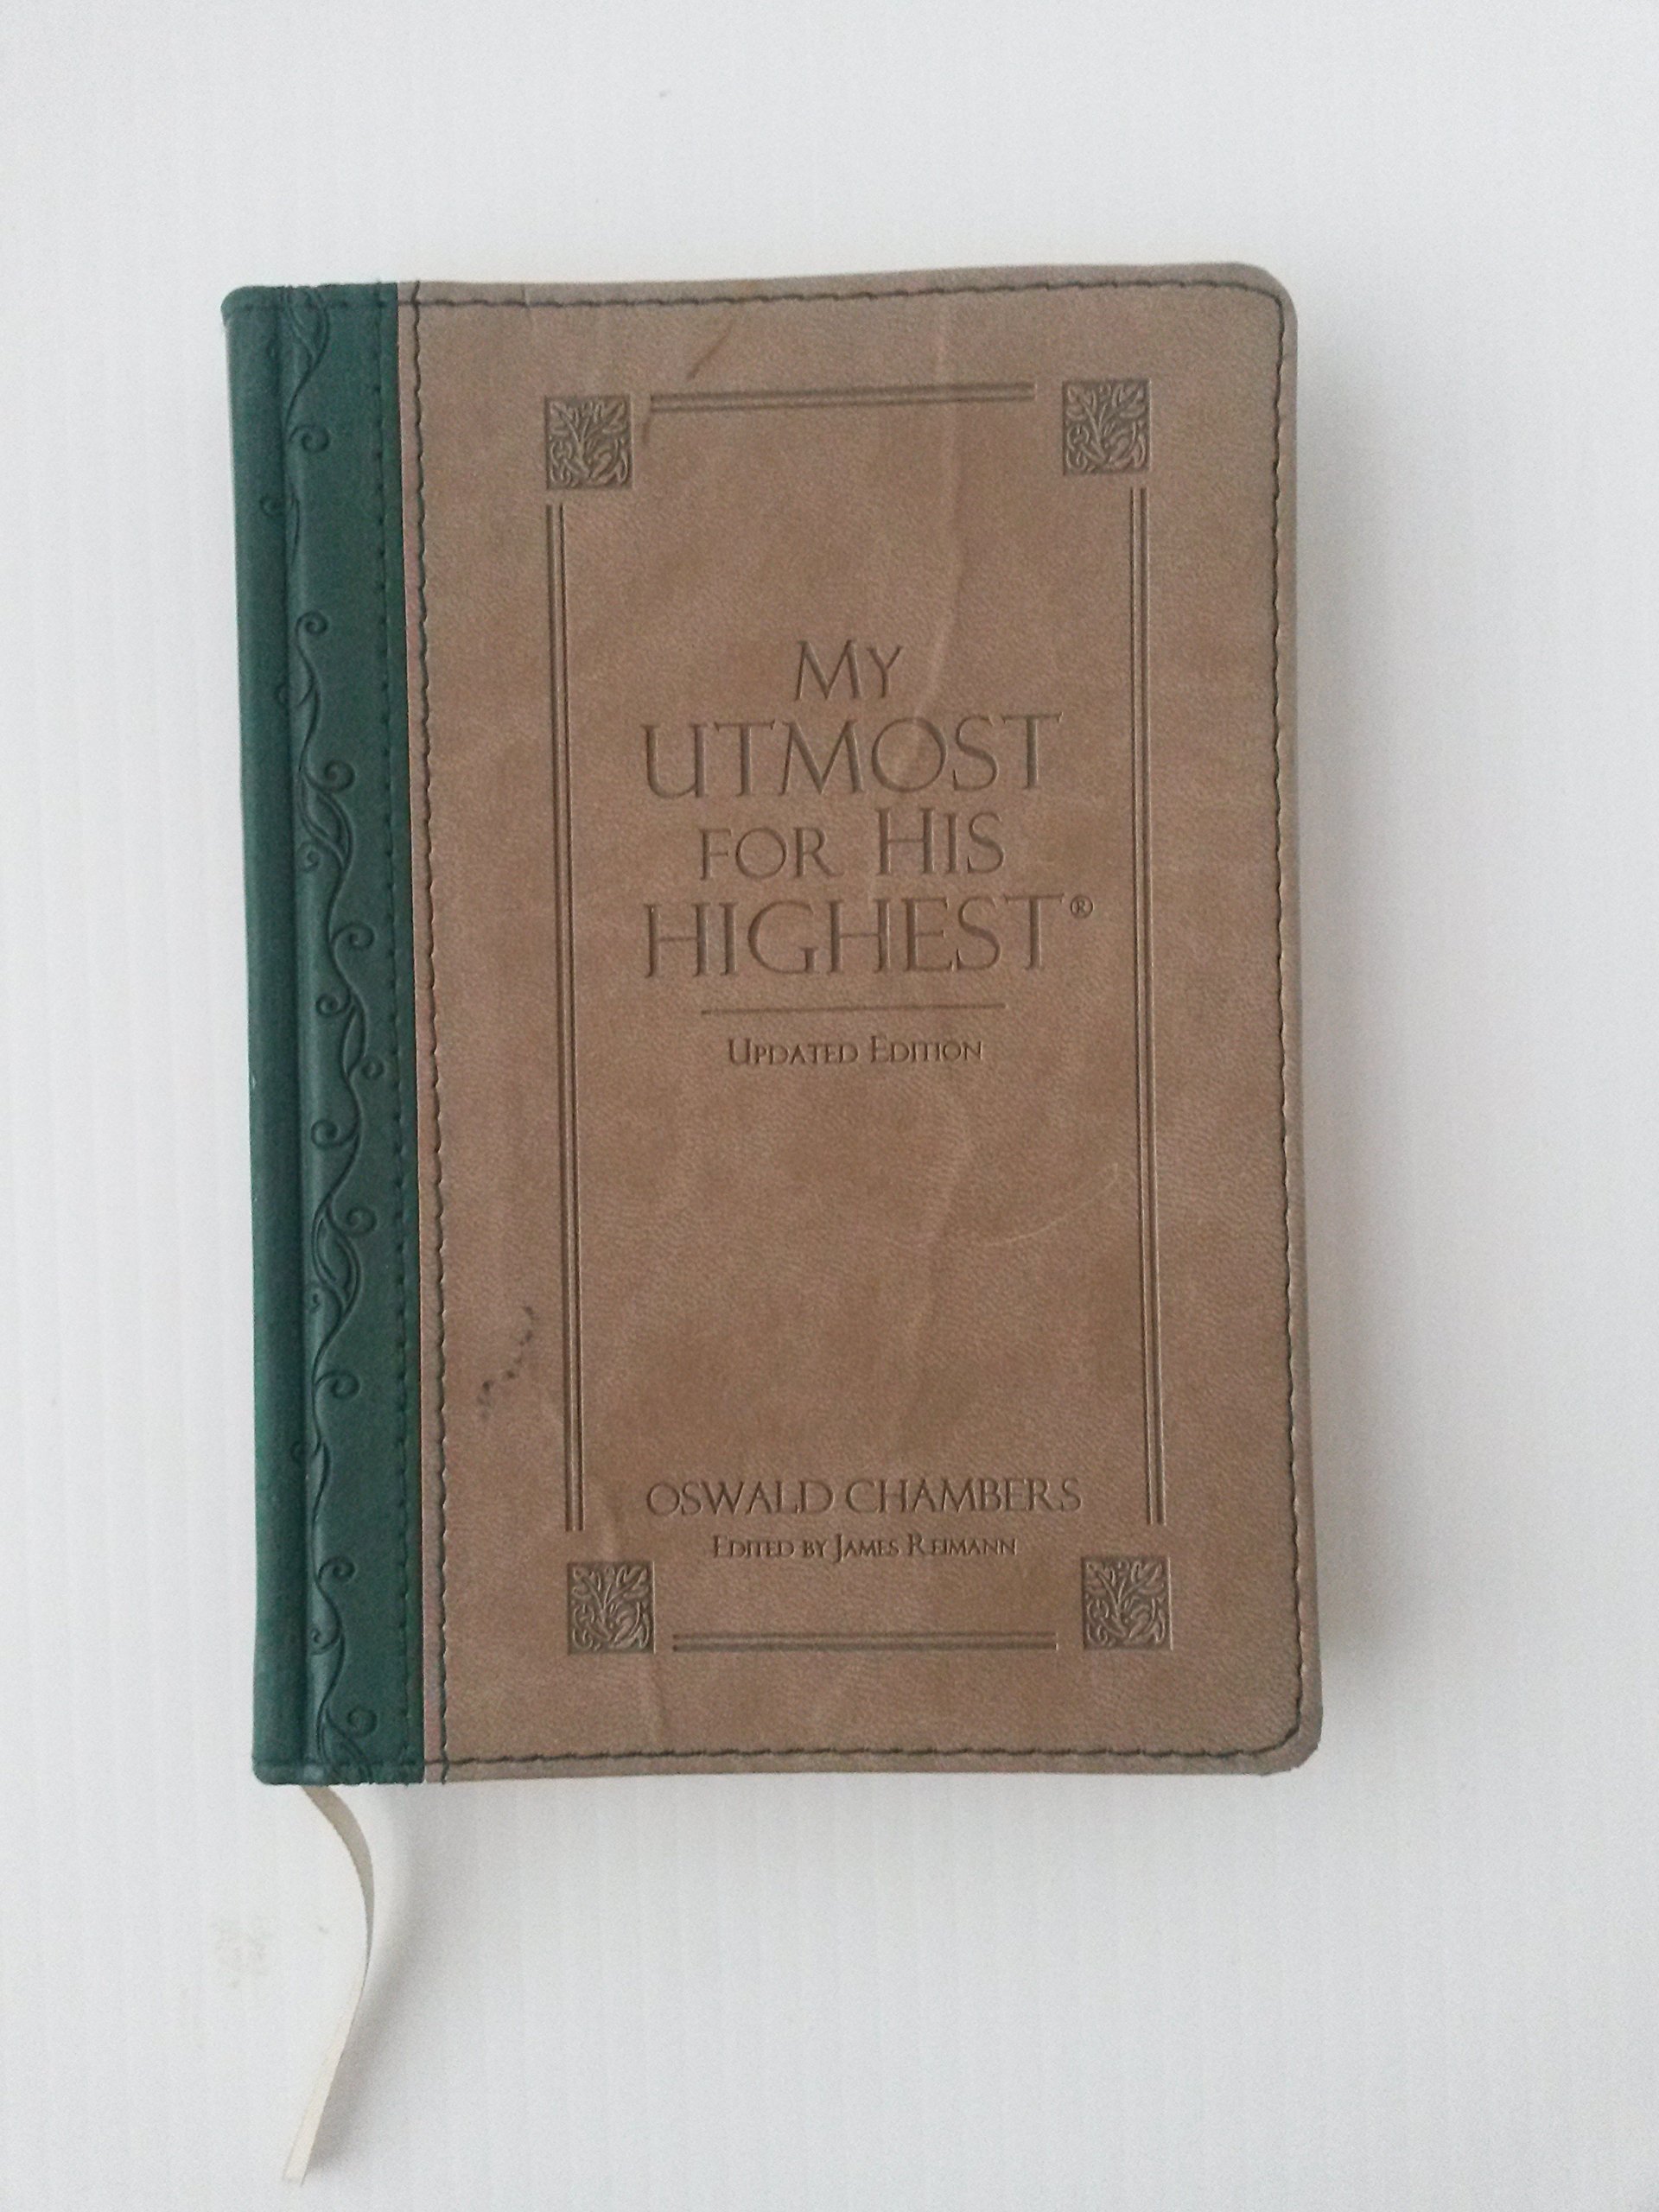 MY
UTMOST
FOR HIS
HIGHEST®
UPDATED EDITION
OSWALD CHAMBERS
EDITED BY JAMES REIMANN